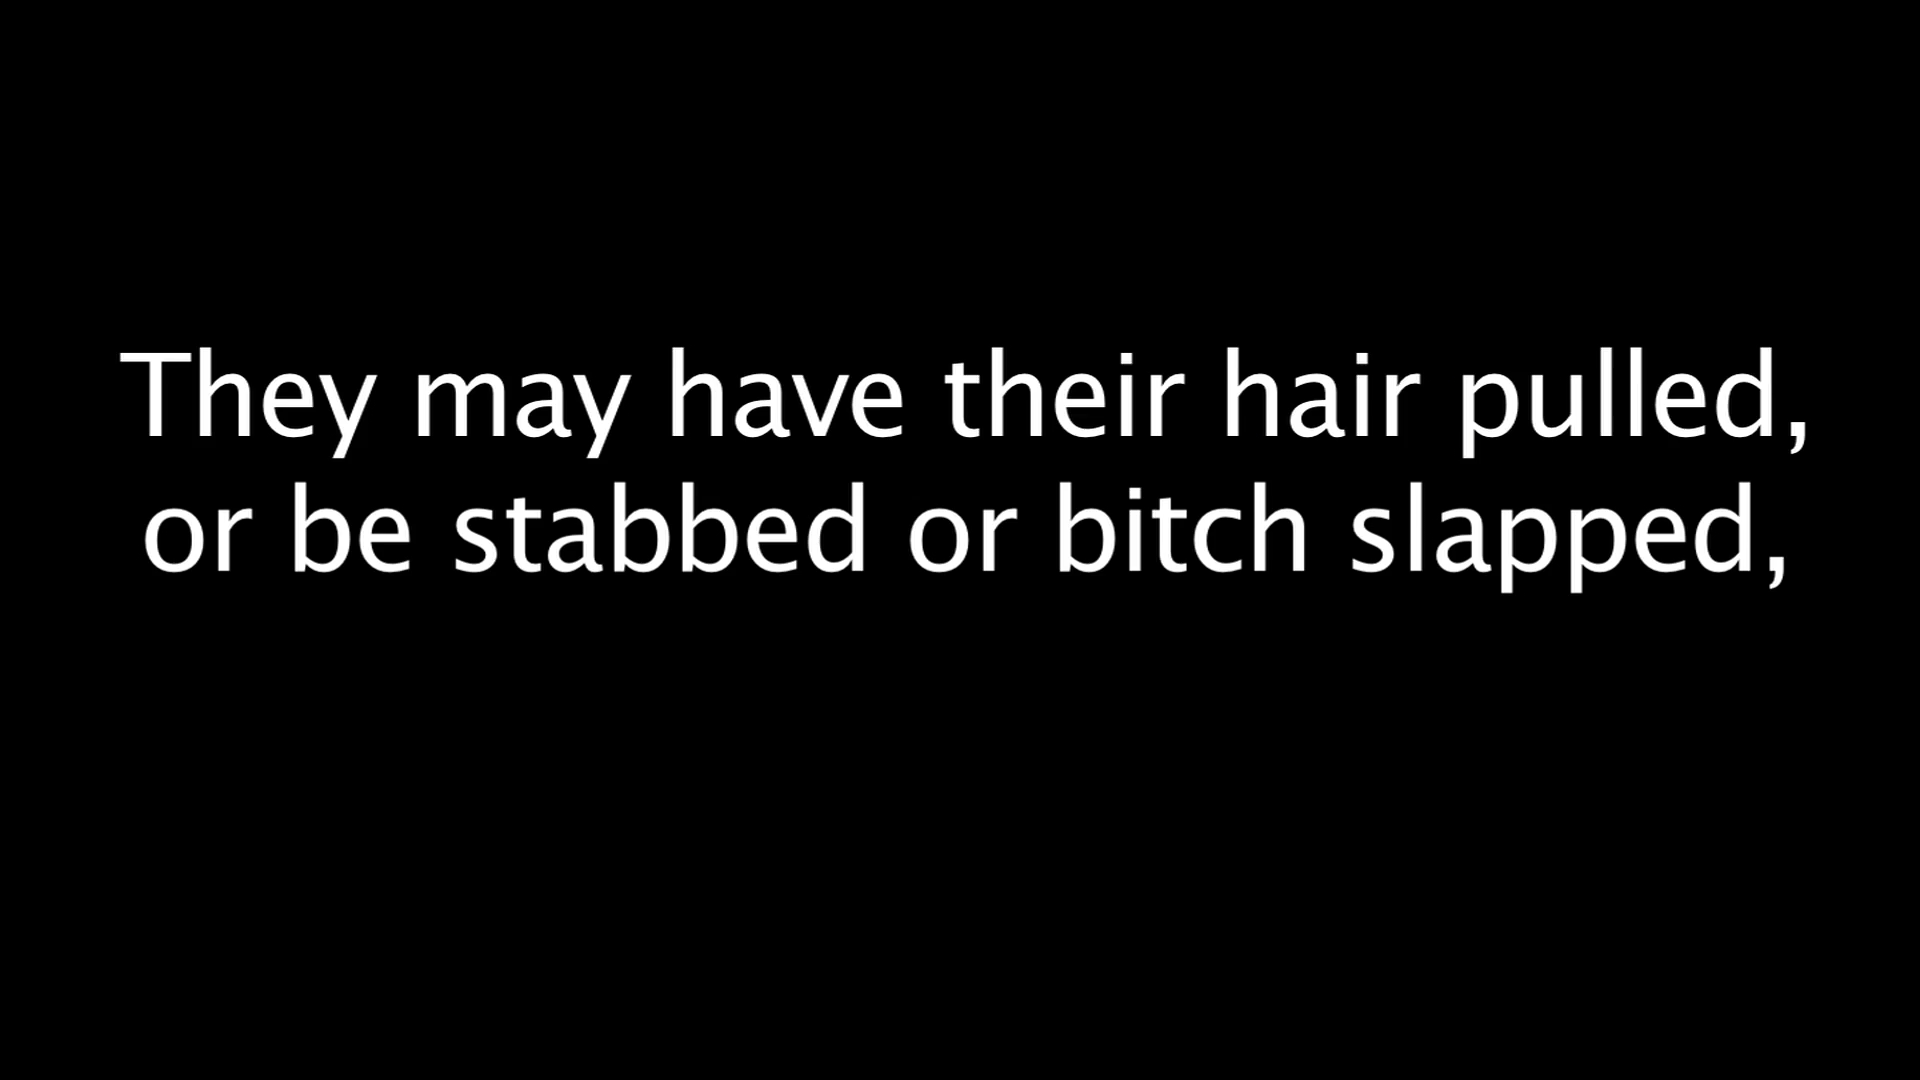 They may have their hair pulled,
or be stabbed or bitch slapped,